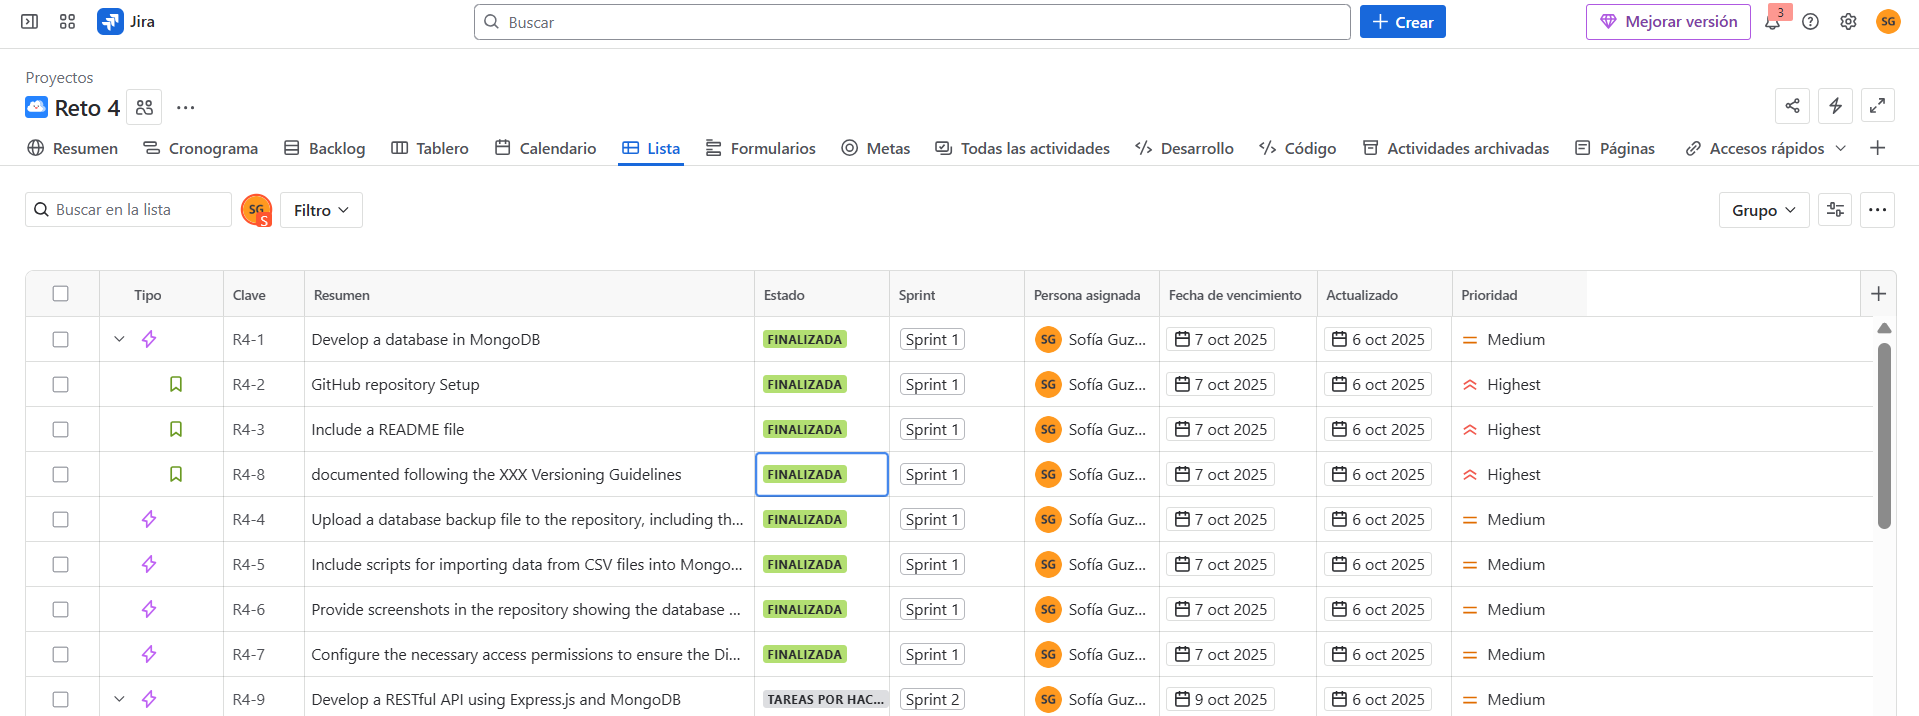 Jira
Buscar
Crear
Mejorar versión
3
SG
Proyectos
Reto 4
Resumen Cronograma Backlog Tablero Calendario Lista Formularios Metas Todas las actividades Desarrollo Código Actividades archivadas Páginas Accesos rápidos
Buscar en la lista SG S Filtro Grupo
Tipo Clave Resumen Estado Sprint Persona asignada Fecha de vencimiento Actualizado Prioridad
R4-1 Develop a database in MongoDB FINALIZADA Sprint 1 SG Sofía Guz... 7 oct 2025 6 oct 2025 Medium
R4-2 GitHub repository Setup FINALIZADA Sprint 1 SG Sofía Guz... 7 oct 2025 6 oct 2025 Highest
R4-3 Include a README file FINALIZADA Sprint 1 SG Sofía Guz... 7 oct 2025 6 oct 2025 Highest
R4-8 documented following the XXX Versioning Guidelines FINALIZADA Sprint 1 SG Sofía Guz... 7 oct 2025 6 oct 2025 Highest
R4-4 Upload a database backup file to the repository, including th... FINALIZADA Sprint 1 SG Sofía Guz... 7 oct 2025 6 oct 2025 Medium
R4-5 Include scripts for importing data from CSV files into Mongo... FINALIZADA Sprint 1 SG Sofía Guz... 7 oct 2025 6 oct 2025 Medium
R4-6 Provide screenshots in the repository showing the database ... FINALIZADA Sprint 1 SG Sofía Guz... 7 oct 2025 6 oct 2025 Medium
R4-7 Configure the necessary access permissions to ensure the Di... FINALIZADA Sprint 1 SG Sofía Guz... 7 oct 2025 6 oct 2025 Medium
R4-9 Develop a RESTful API using Express.js and MongoDB TAREAS POR HAC... Sprint 2 SG Sofía Guz... 9 oct 2025 6 oct 2025 Medium